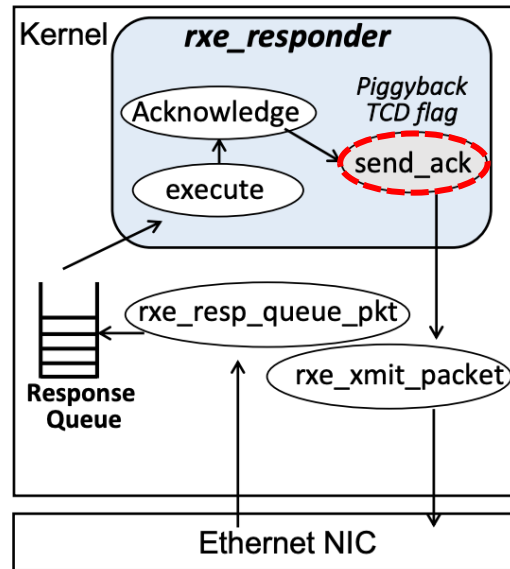 Kernel
rxe_responder
Piggyback
TCD flag
Acknowledge
send_ack
execute
rxe_resp_queue_pkt
rxe_xmit_packet
Response
Queue
Ethernet NIC